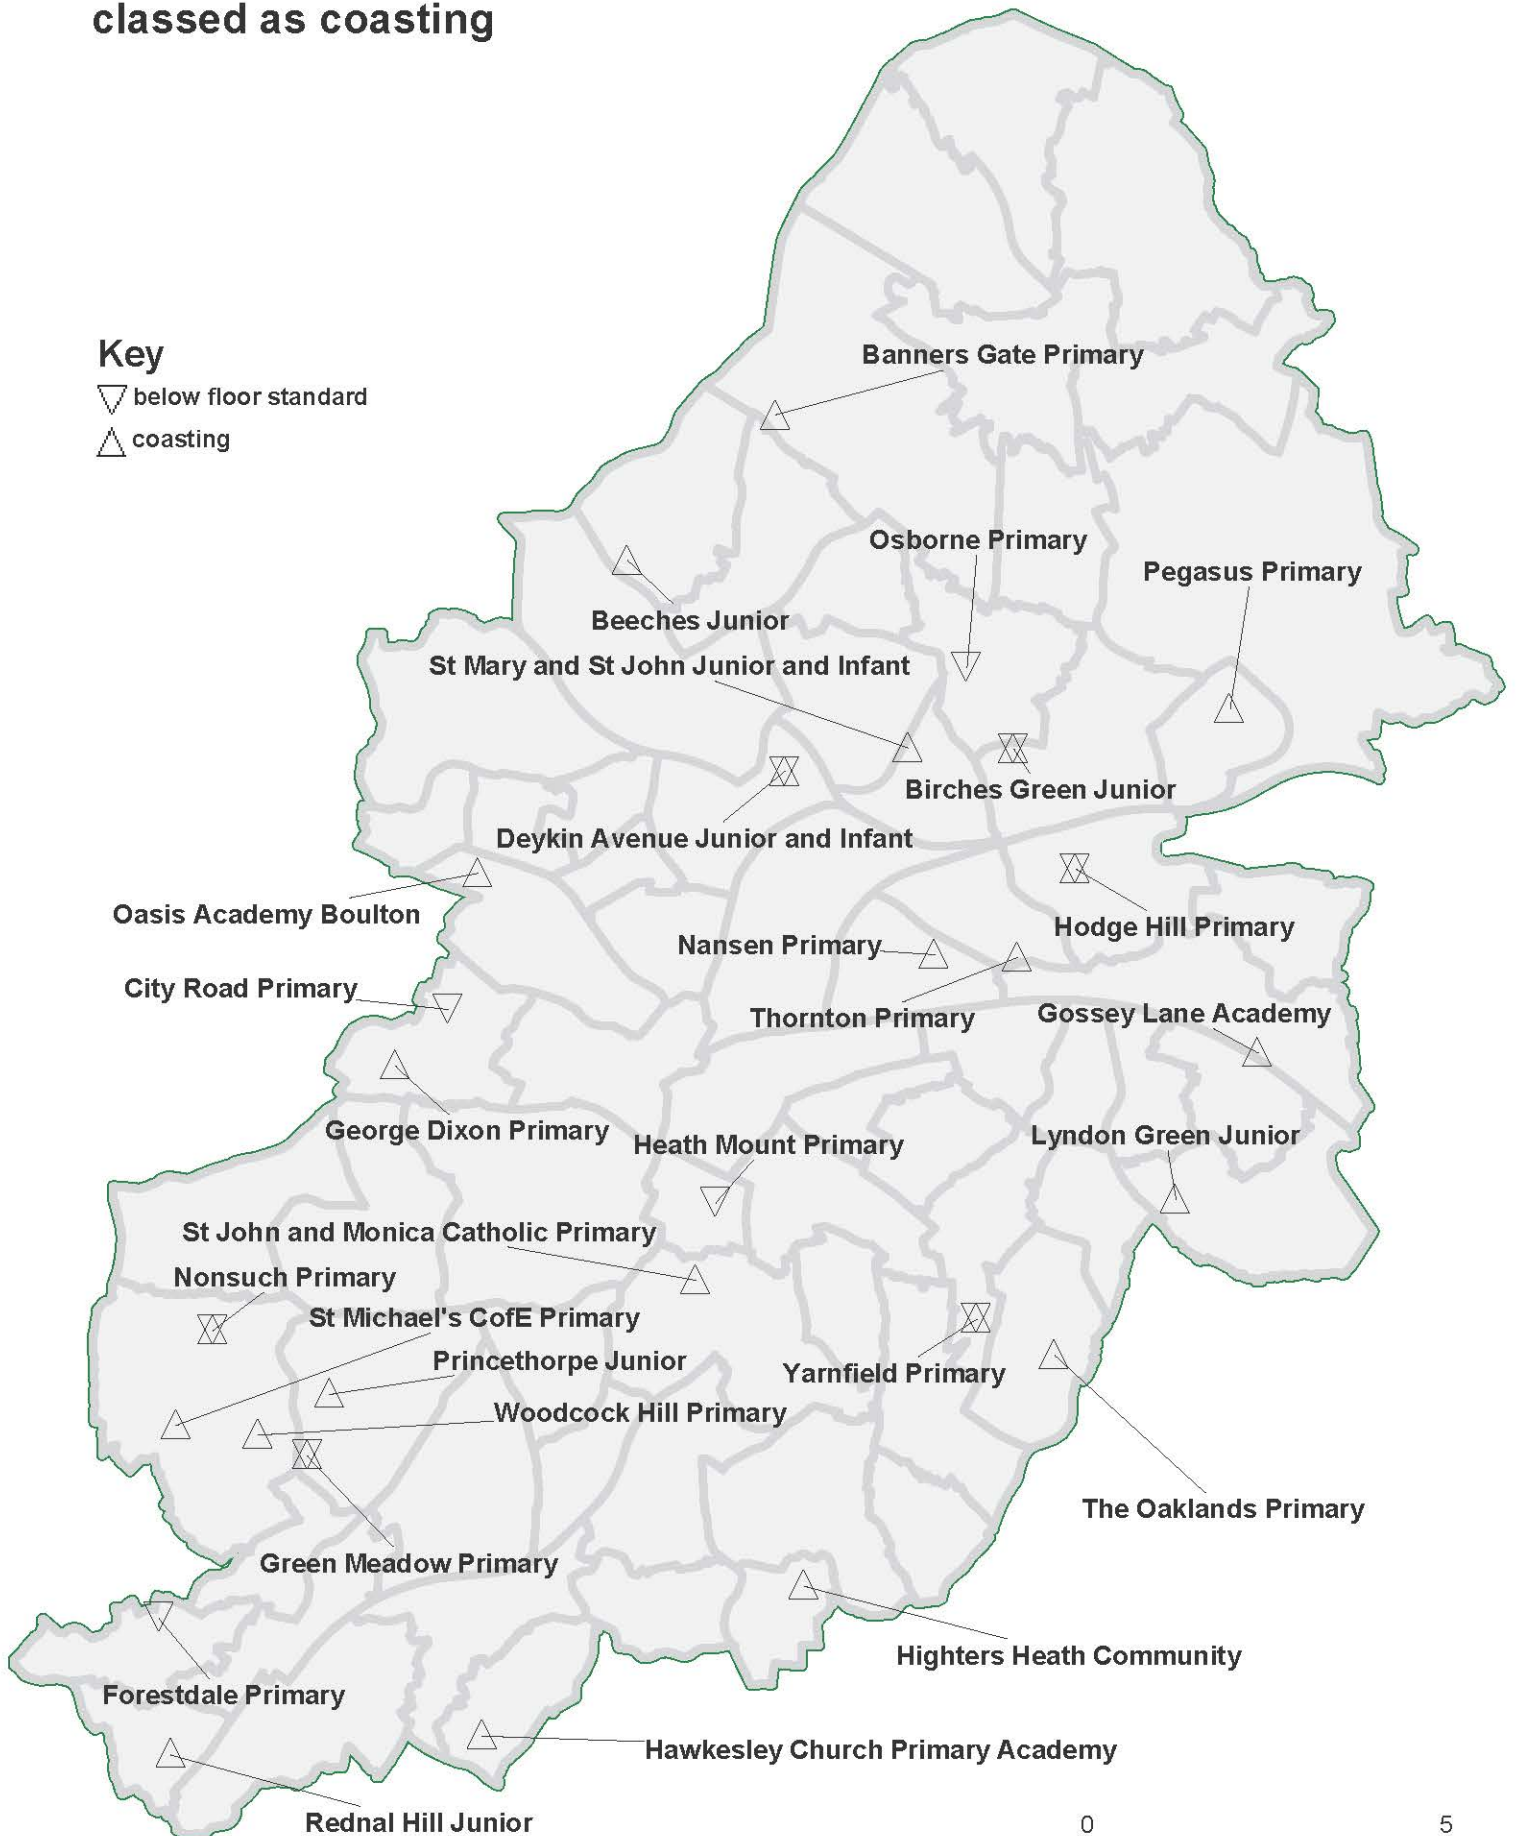 classed as coasting
Key
below floor standard
coasting
Banners Gate Primary
Osborne Primary
Pegasus Primary
Beeches Junior
St Mary and St John Junior and Infant
Birches Green Junior
Deykin Avenue Junior and Infant
Oasis Academy Boulton
Hodge Hill Primary
Nansen Primary
City Road Primary
Thornton Primary
Gossey Lane Academy
George Dixon Primary
Heath Mount Primary
Lyndon Green Junior
St John and Monica Catholic Primary
Nonsuch Primary
St Michael's CofE Primary
Princethorpe Junior
Yarnfield Primary
Woodcock Hill Primary
The Oaklands Primary
Green Meadow Primary
Highters Heath Community
Forestdale Primary
Hawkesley Church Primary Academy
Rednal Hill Junior
0 5